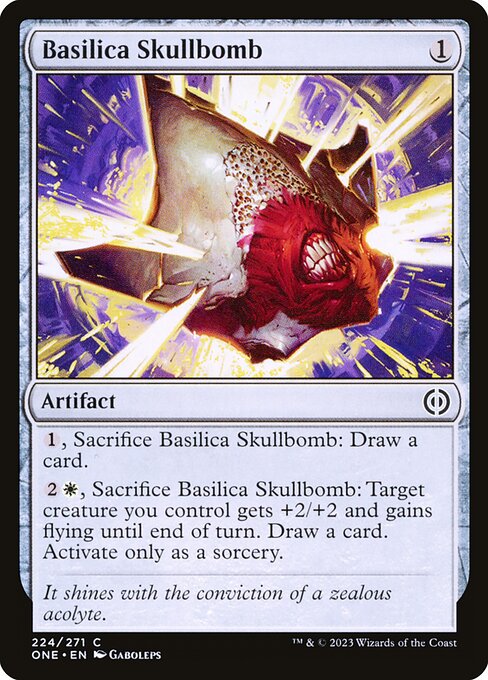 Basilica Skullbomb 1
Artifact
1, Sacrifice Basilica Skullbomb: Draw a
card.
2, Sacrifice Basilica Skullbomb: Target
creature you control gets +2/+2 and gains
flying until end of turn. Draw a card.
Activate only as a sorcery.
It shines with the conviction of a zealous
acolyte.
224/271 C
ONE • EN GABOLEPS
™ & © 2023 Wizards of the Coast